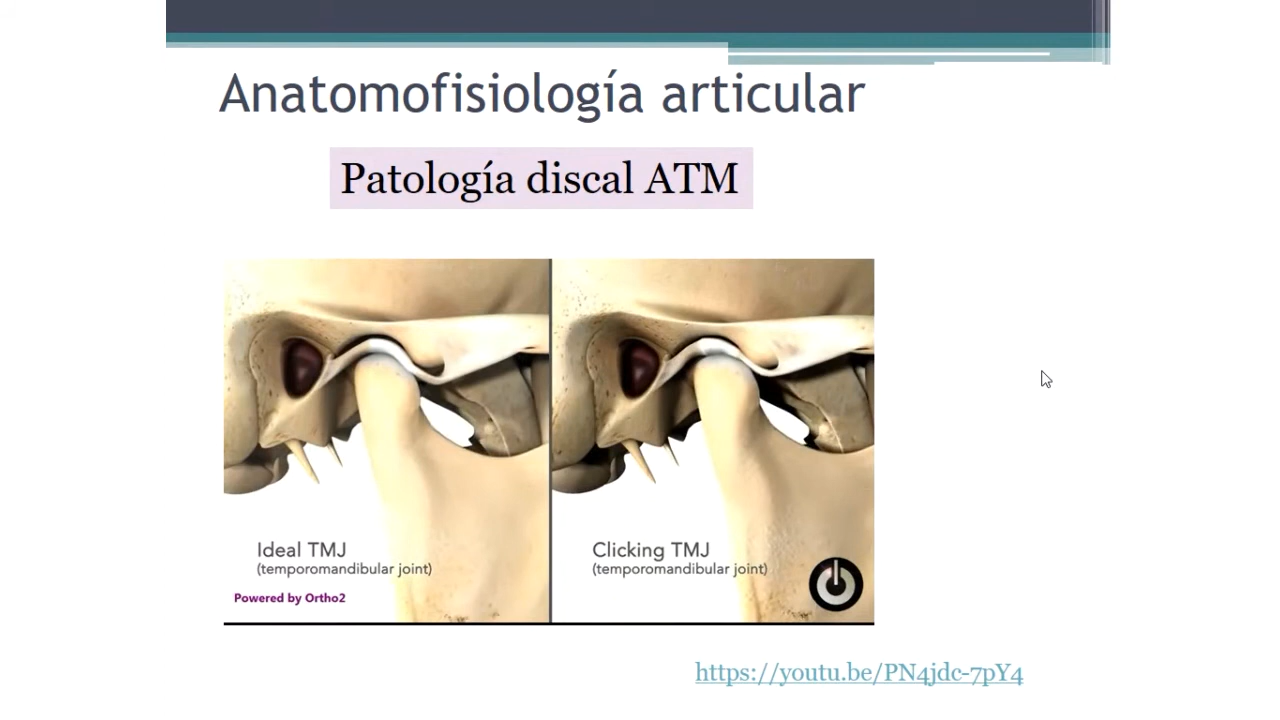 Anatomofisiología articular
Patología discal ATM
Ideal TMJ
(temporomandibular joint)
Powered by Ortho2
Clicking TMJ
(temporomandibular joint)
https://youtu.be/PN4jdc-7pY4